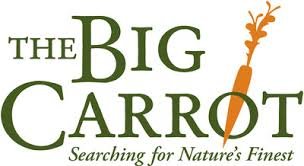 THE BIG
CARROT
Searching for Nature's Finest